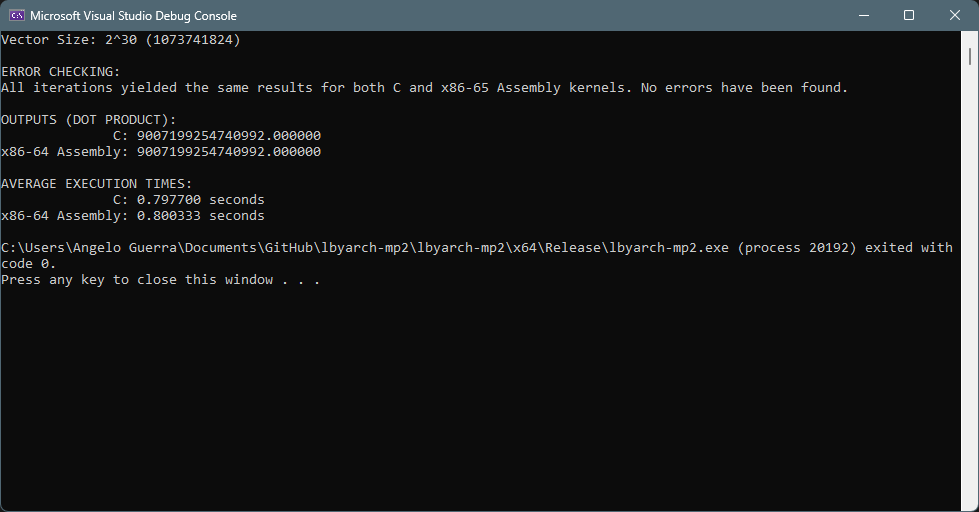 Microsoft Visual Studio Debug Console
Vector Size: 2^30 (1073741824)
ERROR CHECKING:
All iterations yielded the same results for both C and x86-65 Assembly kernels. No errors have been found.
OUTPUTS (DOT PRODUCT):
C: 9007199254740992.000000
x86-64 Assembly: 9007199254740992.000000
AVERAGE EXECUTION TIMES:
C: 0.797700 seconds
x86-64 Assembly: 0.800333 seconds
C:\Users\Angelo Guerra\Documents\GitHub\lbyarch-mp2\lbyarch-mp2\x64\Release\lbyarch-mp2.exe (process 20192) exited with
code 0.
Press any key to close this window . . .